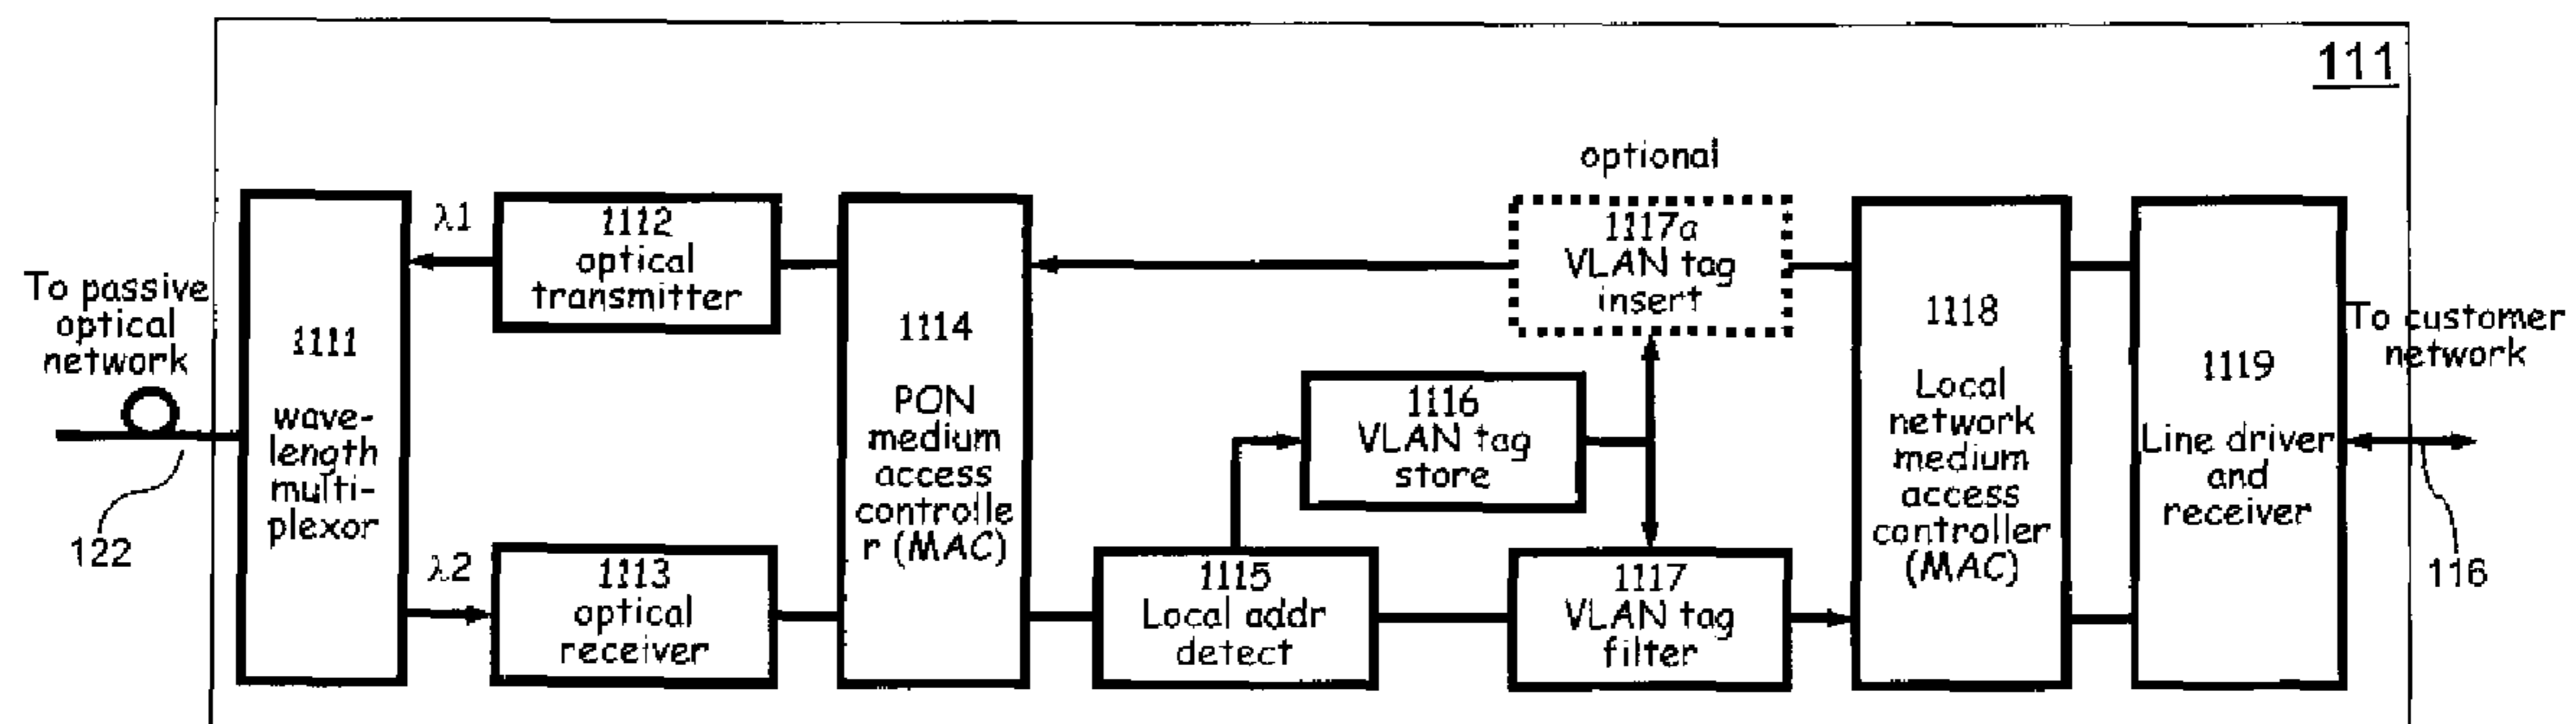 111
optional
To passive
optical
network
122
1111
wave-
length
multi-
plexor
λ1
1112
optical
transmitter
λ2
1113
optical
receiver
1114
PON
medium
access
controlle
r (MAC)
1115
Local addr
detect
1116
VLAN tag
store
1117a
VLAN tag
insert
1117
VLAN tag
filter
1118
Local
network
medium
access
controller
(MAC)
1119
Line driver
and
receiver
To customer
network
116